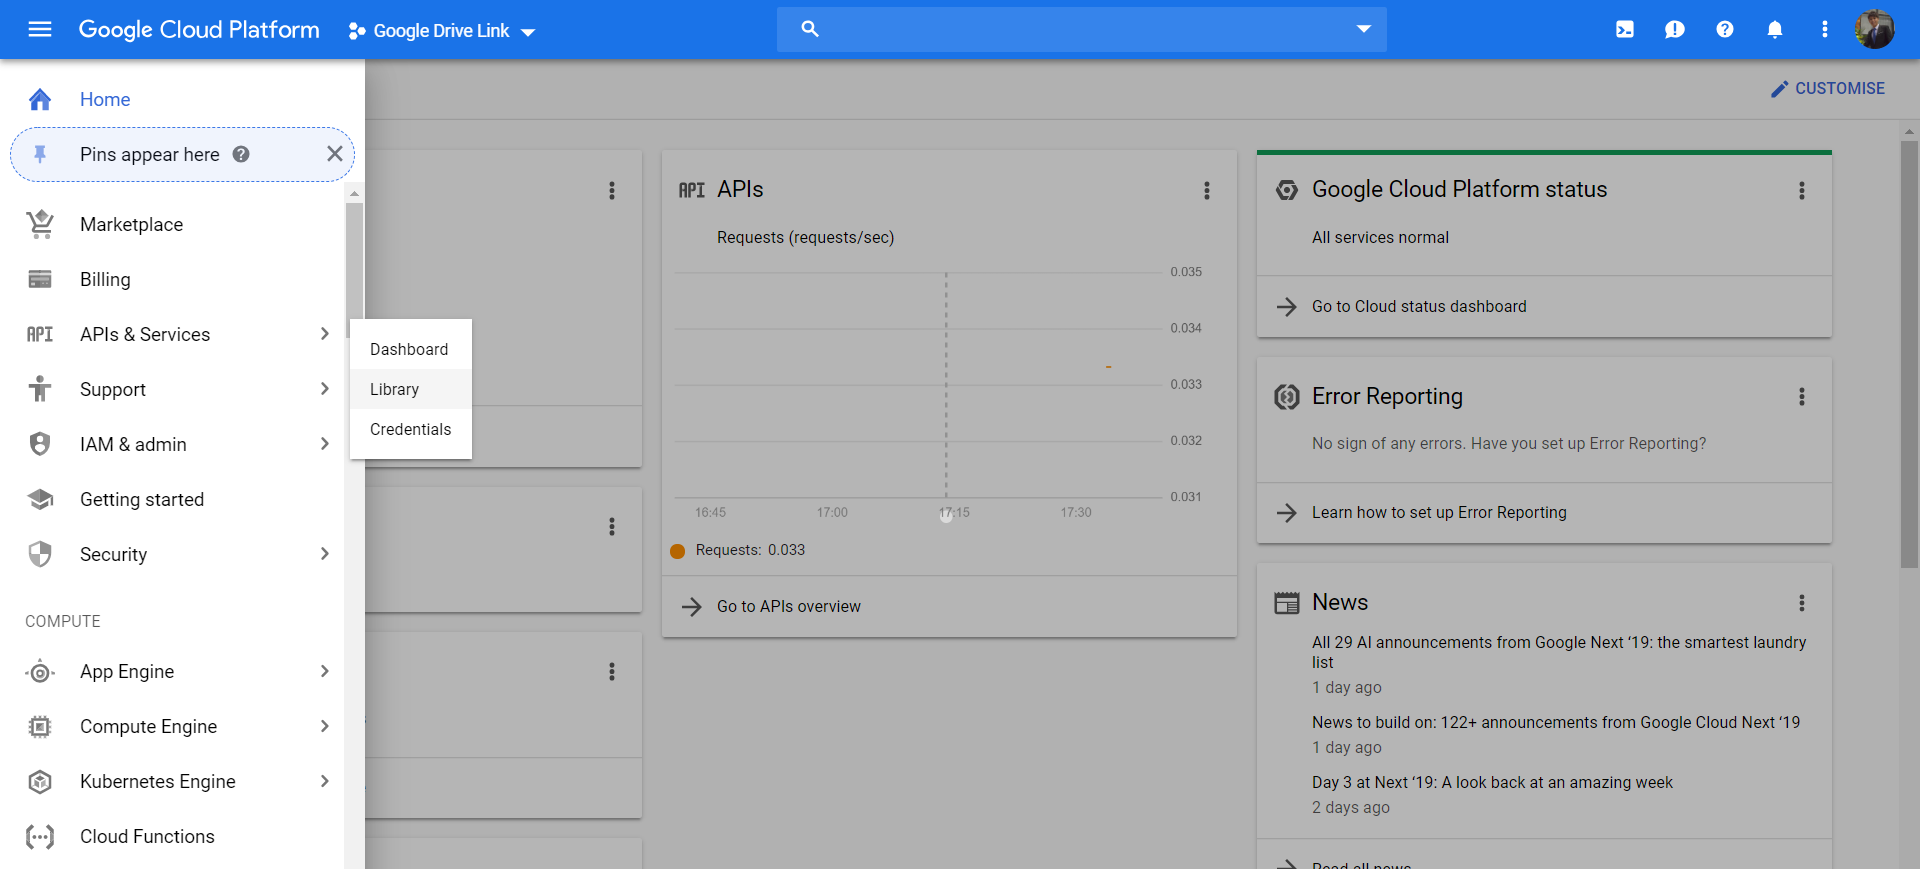 Google Cloud Platform
Google Drive Link
Home
Pins appear here
Marketplace
Billing
API
APIs & Services
Support
IAM & admin
Getting started
Security
COMPUTE
App Engine
Compute Engine
Kubernetes Engine
Cloud Functions
Dashboard
Library
Credentials
CUSTOMISE
API
APIs
Requests (requests/sec)
0.035
0.034
0.033
0.032
0.031
16:45
17:00
17:15
17:30
Requests: 0.033
Go to APIs overview
Google Cloud Platform status
All services normal
Go to Cloud status dashboard
Error Reporting
No sign of any errors. Have you set up Error Reporting?
Learn how to set up Error Reporting
News
All 29 AI announcements from Google Next ‘19: the smartest laundry
list
1 day ago
News to build on: 122+ announcements from Google Cloud Next ‘19
1 day ago
Day 3 at Next ‘19: A look back at an amazing week
2 days ago
Read all news